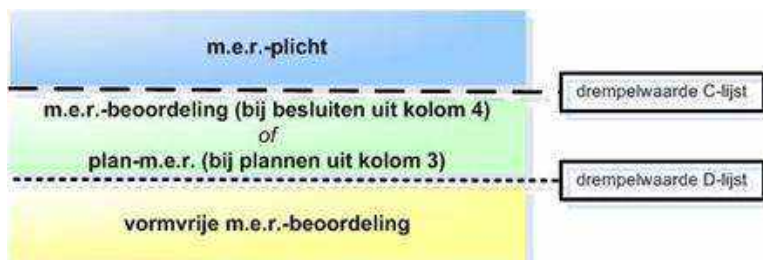 m.e.r.-plicht
drempelwaarde C-lijst
m.e.r.-beoordeling (bij besluiten uit kolom 4)
of
plan-m.e.r. (bij plannen uit kolom 3)
drempelwaarde D-lijst
vormvrije m.e.r.-beoordeling